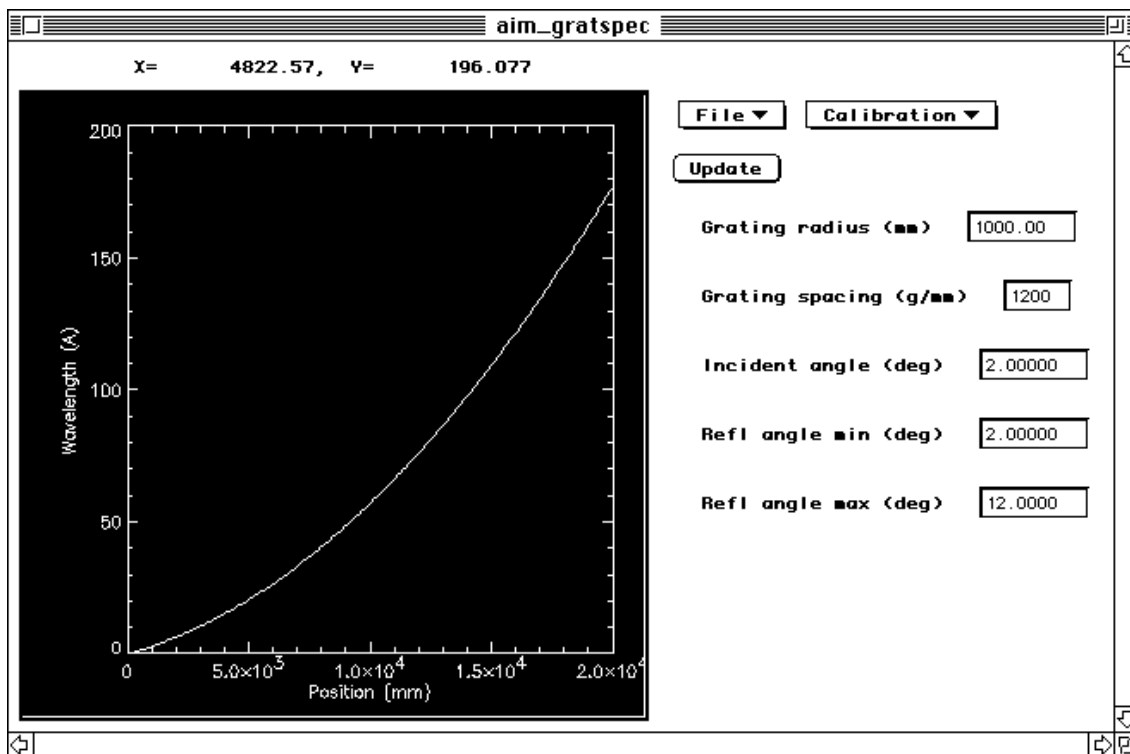 aim_gratspec
X= 4822.57, Y= 196.077
File Calibration
Update
Grating radius (mm) 1000.00
Grating spacing (g/mm) 1200
Incident angle (deg) 2.00000
Refl angle min (deg) 2.00000
Refl angle max (deg) 12.0000
200
150
100
50
0
Wavelength (A)
0 5.0×10³ 1.0×10⁴ 1.5×10⁴ 2.0×10⁴
Position (mm)